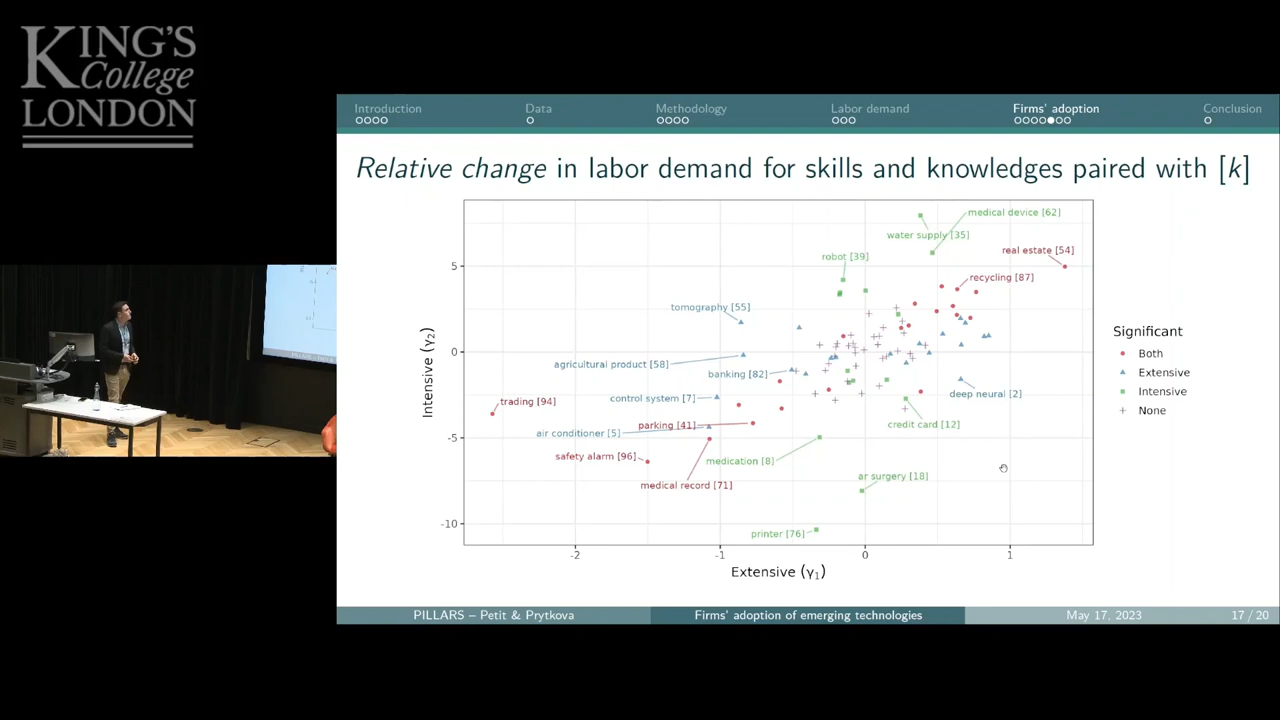 KING'S
College
LONDON
Introduction
Data
Methodology
Labor demand
Firms' adoption
Conclusion
Relative change in labor demand for skills and knowledges paired with [k]
medical device [62]
water supply [35]
real estate [54]
robot [39]
recycling [87]
tomography [55]
agricultural product [58]
banking [82]
deep neural [2]
control system [7]
trading [94]
credit card [12]
parking [41]
air conditioner [5]
safety alarm [96]
medication [8]
ar surgery [18]
medical record [71]
printer [76]
5
0
-5
-10
Intensive (γ₂)
-2
-1
0
1
Extensive (γ₁)
Significant
Both
Extensive
Intensive
None
PILLARS – Petit & Prytkova
Firms' adoption of emerging technologies
May 17, 2023
17 / 20